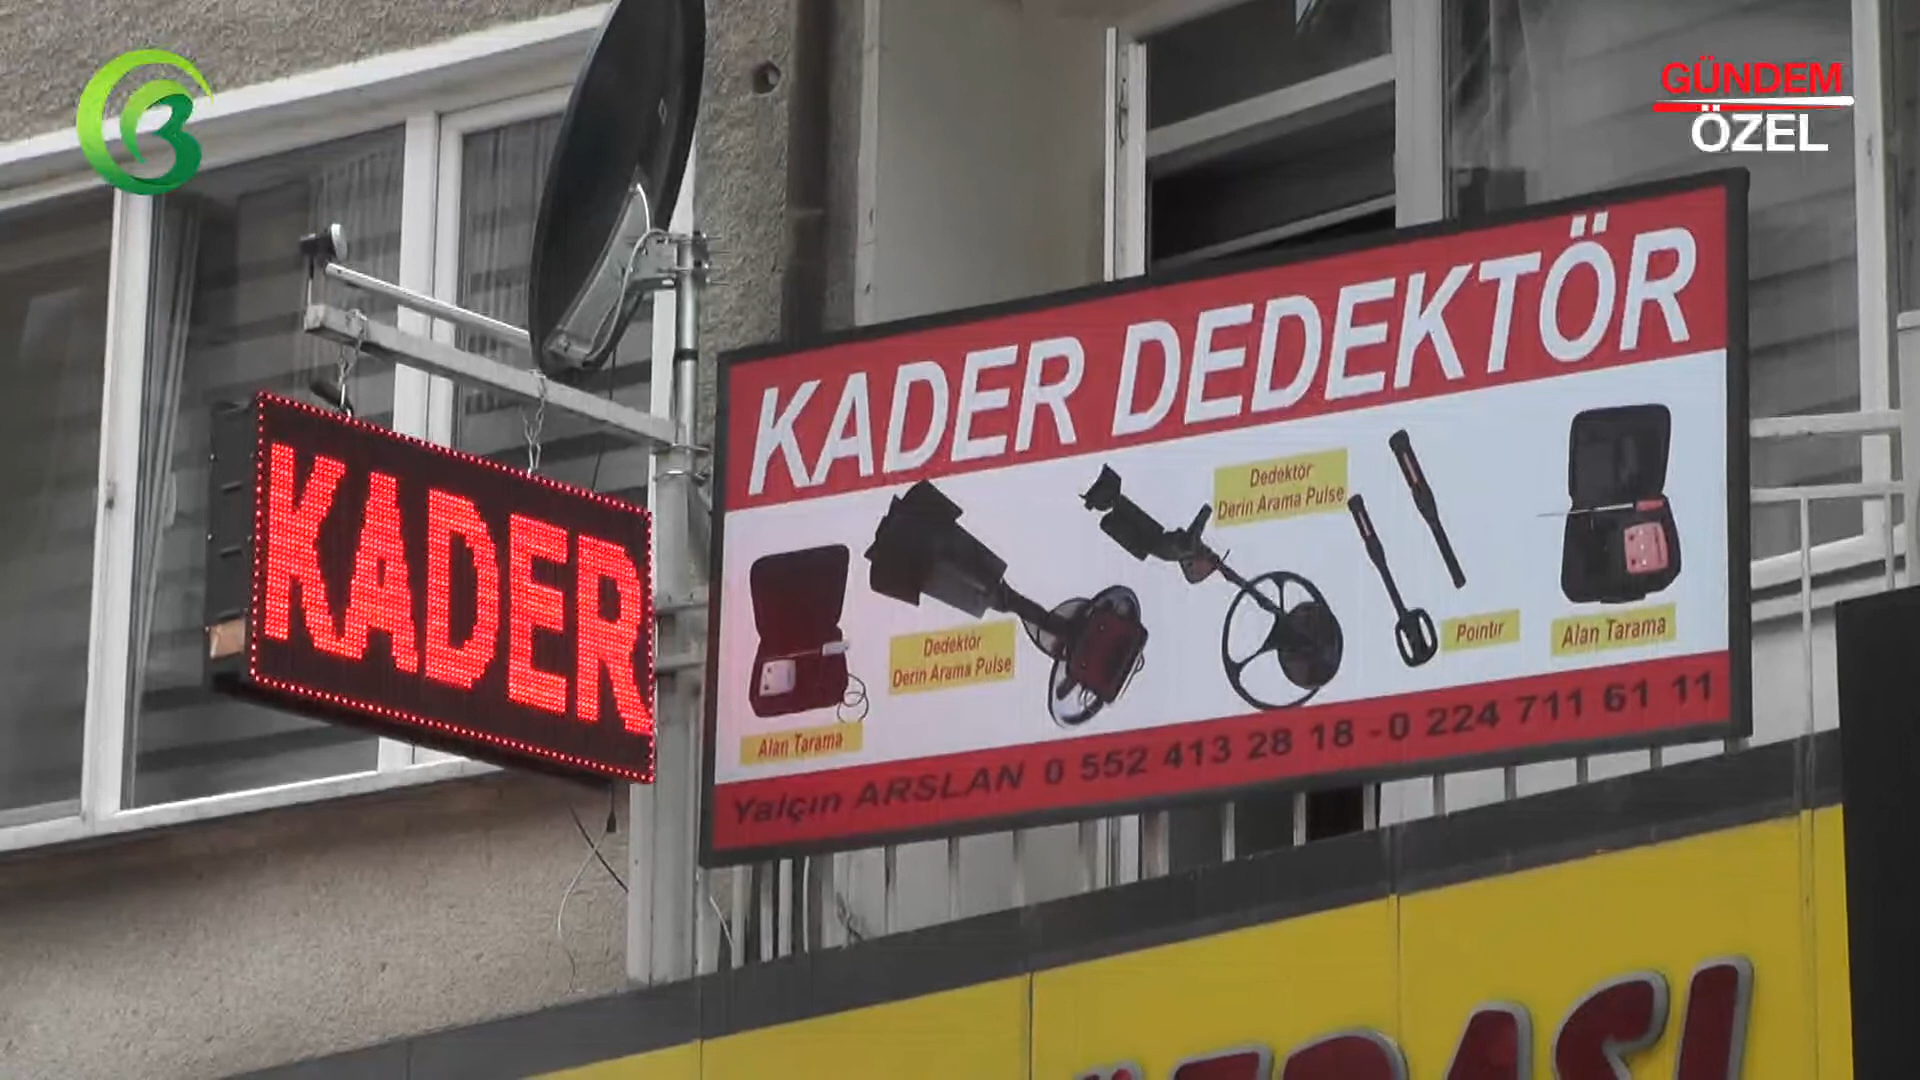 GÜNDEM
ÖZEL
KADER DEDEKTÖR
KADER
Dedektör
Derin Arama Pulse
Dedektör
Derin Arama Pulse
Pointır
Alan Tarama
Alan Tarama
Yalçın ARSLAN 0 552 413 28 18 - 0 224 711 61 11